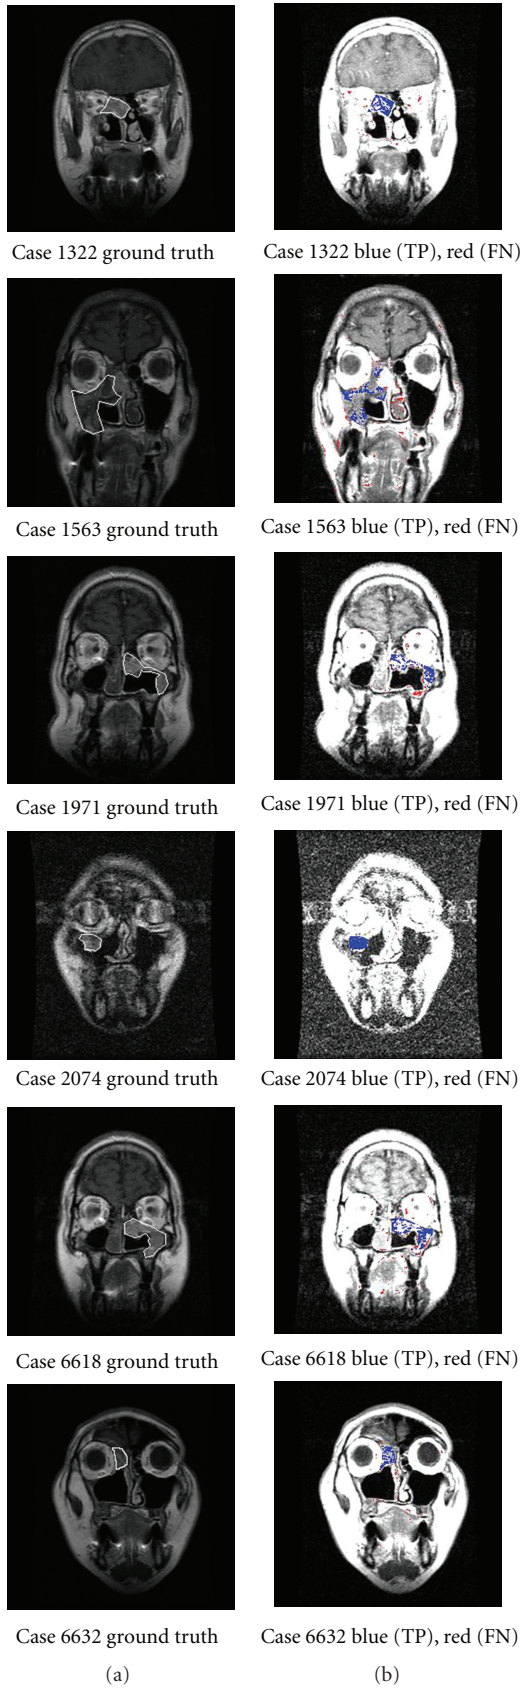 Case 1322 ground truth
Case 1322 blue (TP), red (FN)
Case 1563 ground truth
Case 1563 blue (TP), red (FN)
Case 1971 ground truth
Case 1971 blue (TP), red (FN)
Case 2074 ground truth
Case 2074 blue (TP), red (FN)
Case 6618 ground truth
Case 6618 blue (TP), red (FN)
Case 6632 ground truth
Case 6632 blue (TP), red (FN)
(a)
(b)